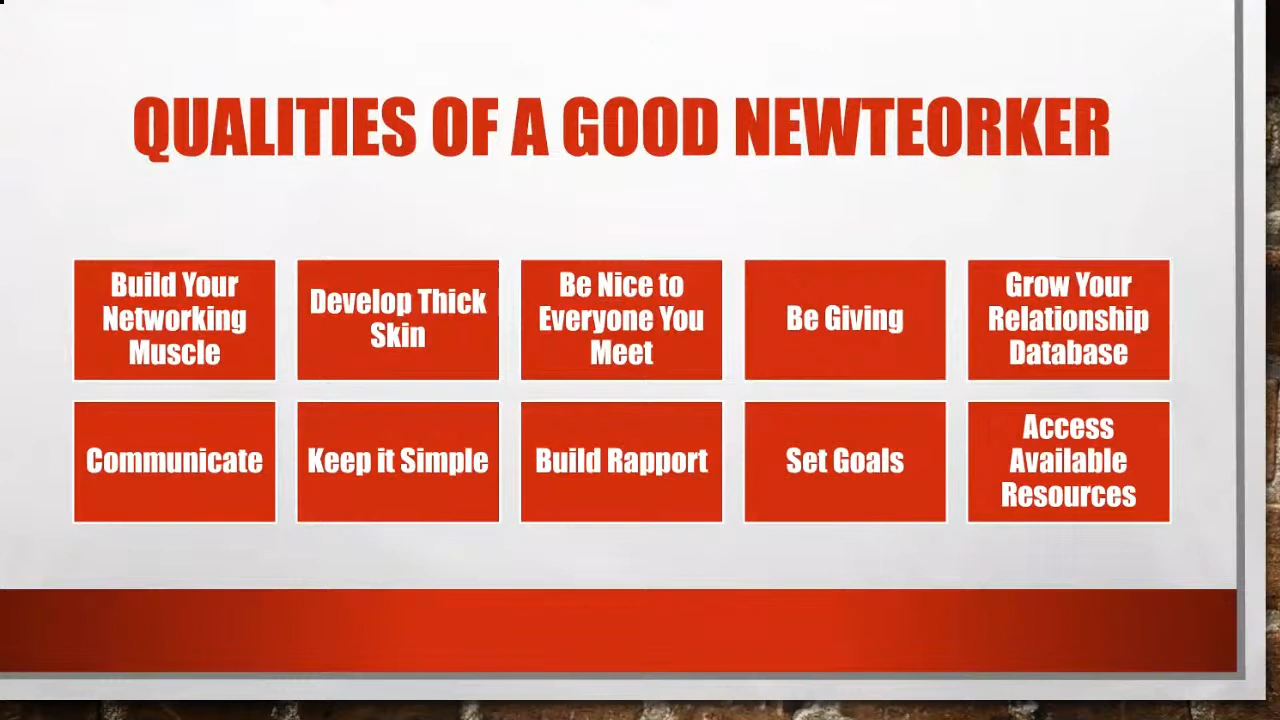 QUALITIES OF A GOOD NEWTEORKER
Build Your
Networking
Muscle
Develop Thick
Skin
Be Nice to
Everyone You
Meet
Be Giving
Grow Your
Relationship
Database
Communicate
Keep it Simple
Build Rapport
Set Goals
Access
Available
Resources